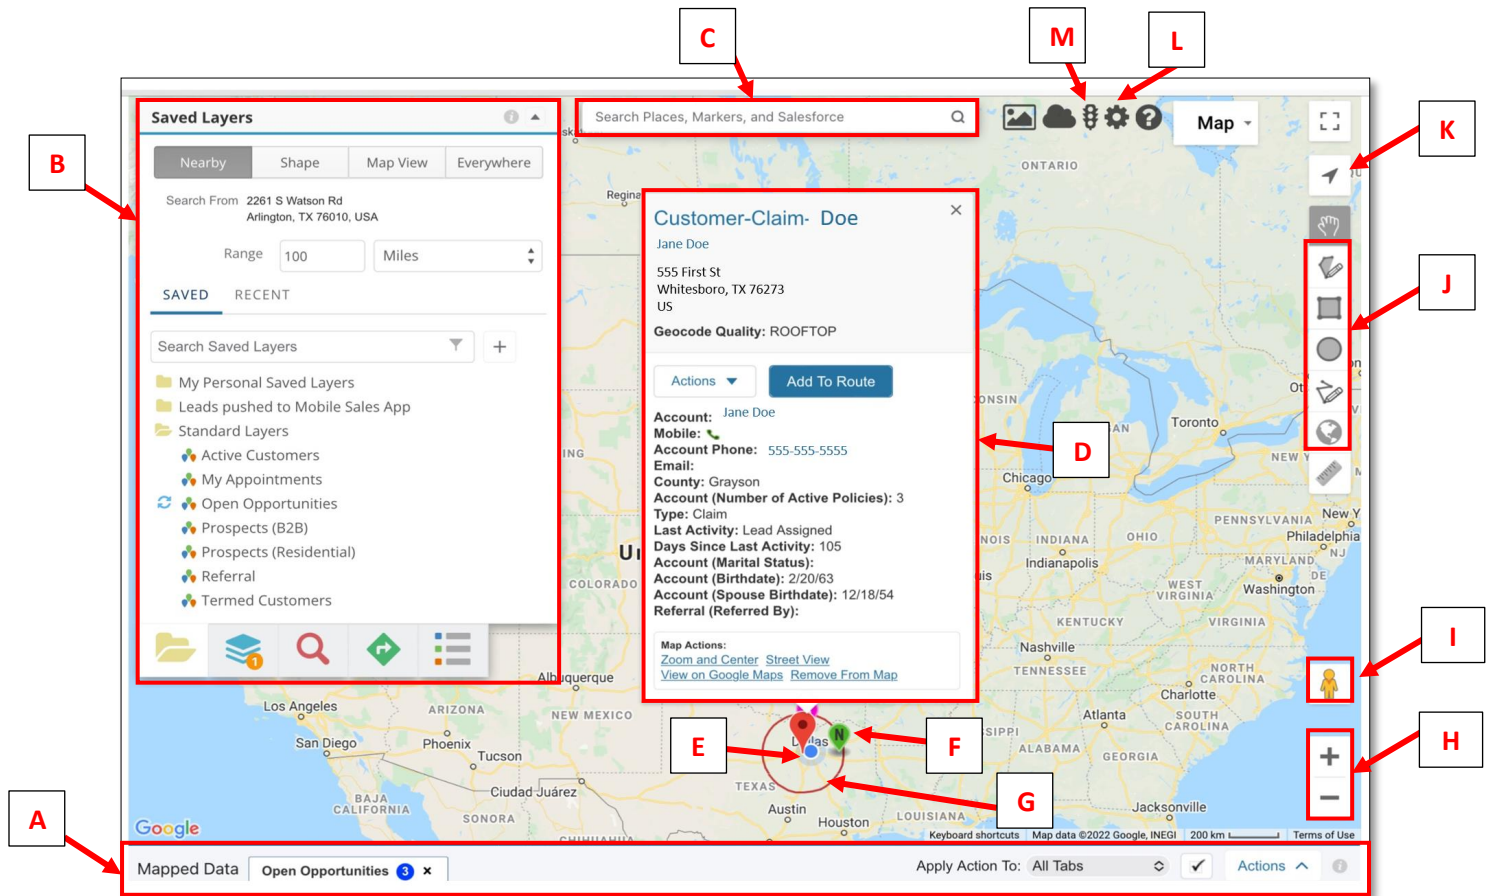 C
M
L
Saved Layers
Search Places, Markers, and Salesforce
Map
K
B
Nearby
Shape
Map View
Everywhere
Search From 2261 S Watson Rd
Arlington, TX 76010, USA
Range 100 Miles
SAVED RECENT
Search Saved Layers
My Personal Saved Layers
Leads pushed to Mobile Sales App
Standard Layers
Active Customers
My Appointments
Open Opportunities
Prospects (B2B)
Prospects (Residential)
Referral
Termed Customers
1
Customer-Claim- Doe
Jane Doe
555 First St
Whitesboro, TX 76273
US
Geocode Quality: ROOFTOP
Actions
Add To Route
Account: Jane Doe
Mobile:
Account Phone: 555-555-5555
Email:
County: Grayson
Account (Number of Active Policies): 3
Type: Claim
Last Activity: Lead Assigned
Days Since Last Activity: 105
Account (Marital Status):
Account (Birthdate): 2/20/63
Account (Spouse Birthdate): 12/18/54
Referral (Referred By):
Map Actions:
Zoom and Center Street View
View on Google Maps Remove From Map
D
J
I
H
E
F
G
A
ONTARIO
Regina
Toronto
Chicago
PENNSYLVANIA
New Y
Philadelphia
NJ
INDIANA
OHIO
Indianapolis
MARYLAND
DE
WEST
VIRGINIA
Washington
COLORADO
KENTUCKY
VIRGINIA
Nashville
TENNESSEE
NORTH
CAROLINA
Charlotte
Albuquerque
Los Angeles
ARIZONA
NEW MEXICO
Atlanta
SOUTH
CAROLINA
San Diego
Phoenix
Tucson
N
SIPPI
ALABAMA
GEORGIA
TEXAS
BAJA
CALIFORNIA
Ciudad Juárez
SONORA
Austin
Houston
LOUISIANA
Jacksonville
Google
Keyboard shortcuts
Map data ©2022 Google, INEGI
200 km
Terms of Use
Mapped Data
Open Opportunities 3 ×
Apply Action To: All Tabs
Actions